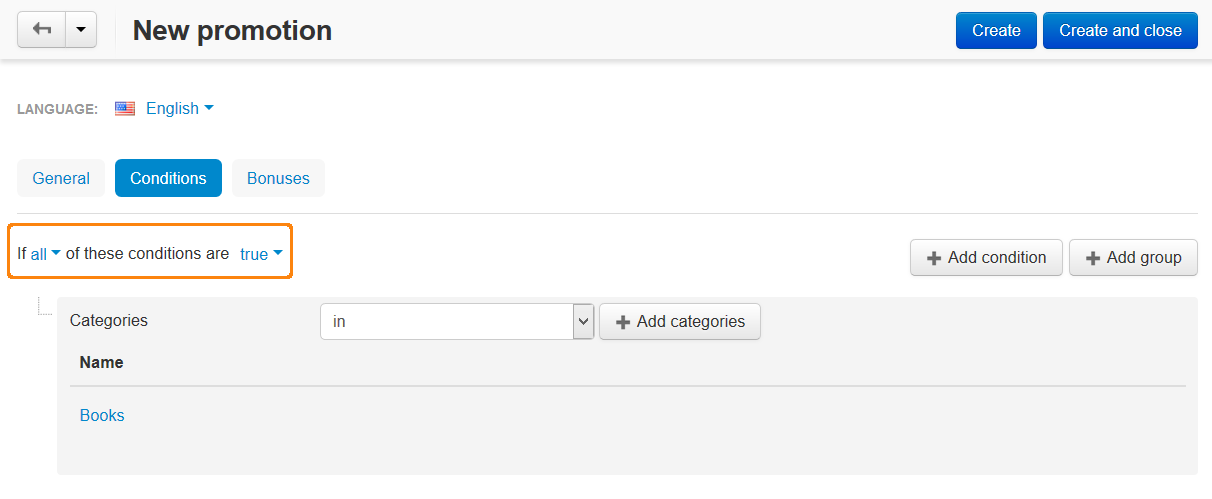 New promotion
Create
Create and close
LANGUAGE: English
General
Conditions
Bonuses
If all of these conditions are true
Add condition
Add group
Categories
in
Add categories
Name
Books